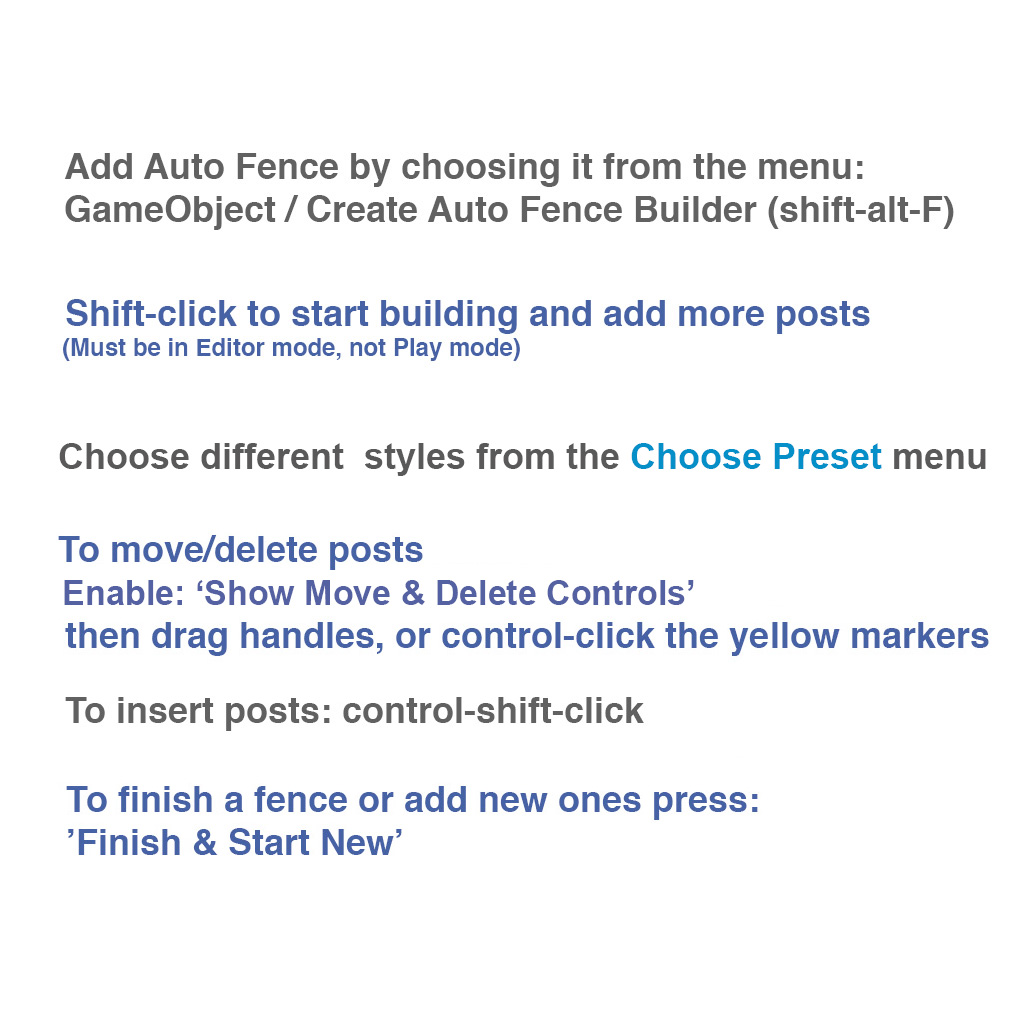 Add Auto Fence by choosing it from the menu:
GameObject / Create Auto Fence Builder (shift-alt-F)
Shift-click to start building and add more posts
(Must be in Editor mode, not Play mode)
Choose different  styles from the Choose Preset menu
To move/delete posts
Enable: ‘Show Move & Delete Controls’
then drag handles, or control-click the yellow markers
To insert posts: control-shift-click
To finish a fence or add new ones press:
’Finish & Start New’